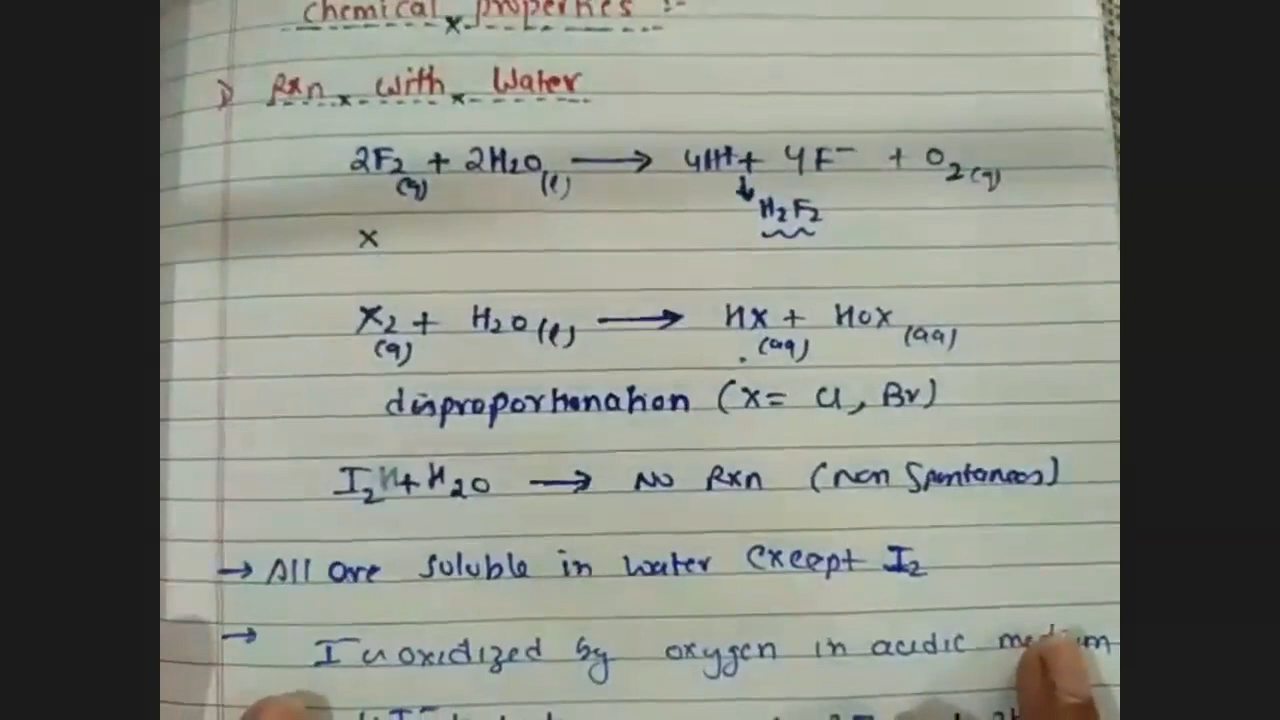 chemical properties :-
1) Rxn with Water
2F2 (g) + 2H2O (l) ⟶ 4H+ + 4F− + O2 (g)
↓ H2F2
x
X2 (g) + H2O (l) ⟶ HX (aq) + HOX (aq)
disproportionation (X= Cl, Br)
I2 + H2O ⟶ No Rxn (non Spontaneos)
→ All are soluble in water except I2
→ I is oxidized by oxygen in acidic medium